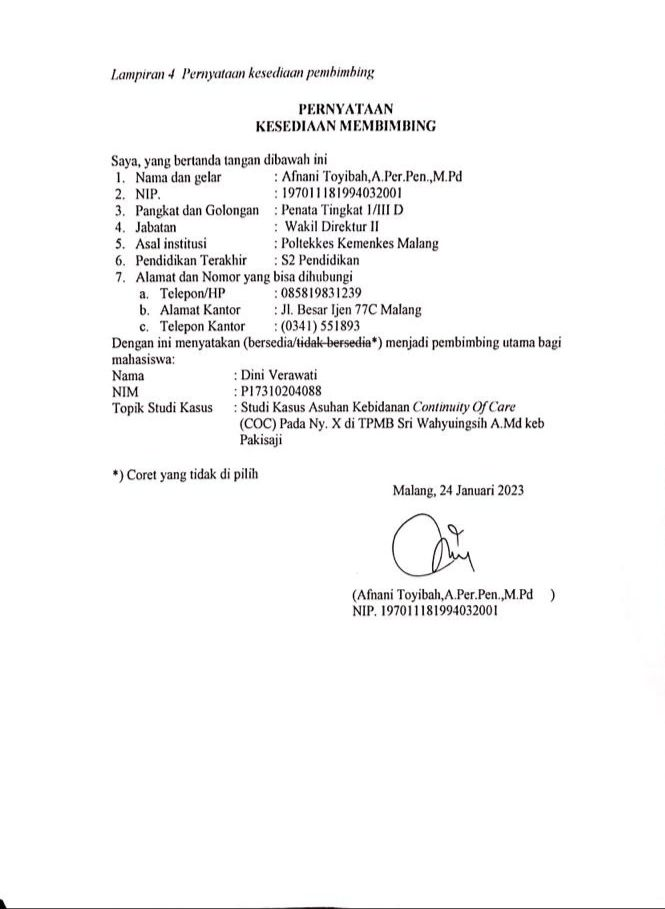 Lampiran 4 Pernyataan kesediaan pembimbing
PERNYATAAN
KESEDIAAN MEMBIMBING
Saya, yang bertanda tangan dibawah ini
1. Nama dan gelar : Afnani Toyibah,A.Per.Pen.,M.Pd
2. NIP. : 197011181994032001
3. Pangkat dan Golongan : Penata Tingkat 1/III D
4. Jabatan : Wakil Direktur II
5. Asal institusi : Poltekkes Kemenkes Malang
6. Pendidikan Terakhir : S2 Pendidikan
7. Alamat dan Nomor yang bisa dihubungi
a. Telepon/HP : 085819831239
b. Alamat Kantor : Jl. Besar Ijen 77C Malang
c. Telepon Kantor : (0341) 551893
Dengan ini menyatakan (bersedia/tidak bersedia*) menjadi pembimbing utama bagi
mahasiswa:
Nama : Dini Verawati
NIM : P17310204088
Topik Studi Kasus : Studi Kasus Asuhan Kebidanan Continuity Of Care
(COC) Pada Ny. X di TPMB Sri Wahyuingsih A.Md keb
Pakisaji
*) Coret yang tidak di pilih
Malang, 24 Januari 2023
(Afnani Toyibah,A.Per.Pen.,M.Pd )
NIP. 197011181994032001